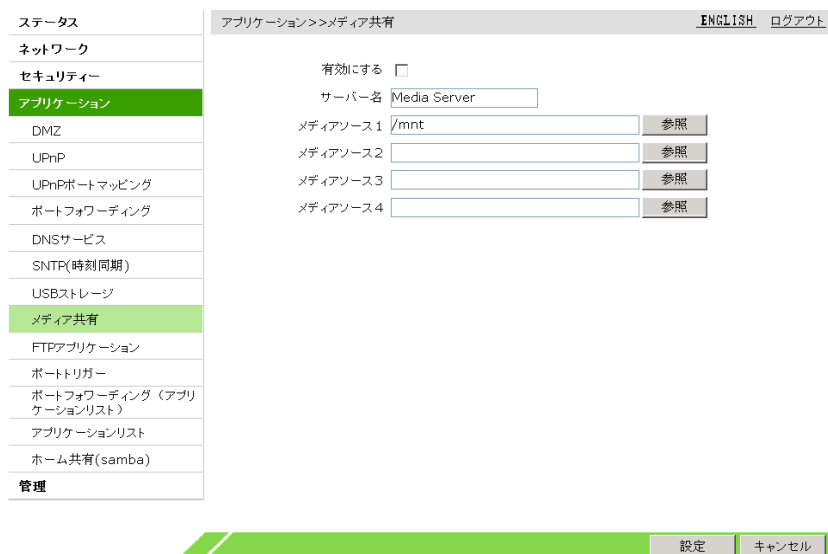 ステータス
ネットワーク
セキュリティー
アプリケーション
DMZ
UPnP
UPnPポートマッピング
ポートフォワーディング
DNSサービス
SNTP(時刻同期)
USBストレージ
メディア共有
FTPアプリケーション
ポートトリガー
ポートフォワーディング（アプリ
ケーションリスト）
アプリケーションリスト
ホーム共有(samba)
管理
アプリケーション>>メディア共有
ENGLISH ログアウト
有効にする
サーバー名 Media Server
メディアソース1 /mnt 参照
メディアソース2 参照
メディアソース3 参照
メディアソース4 参照
設定 キャンセル